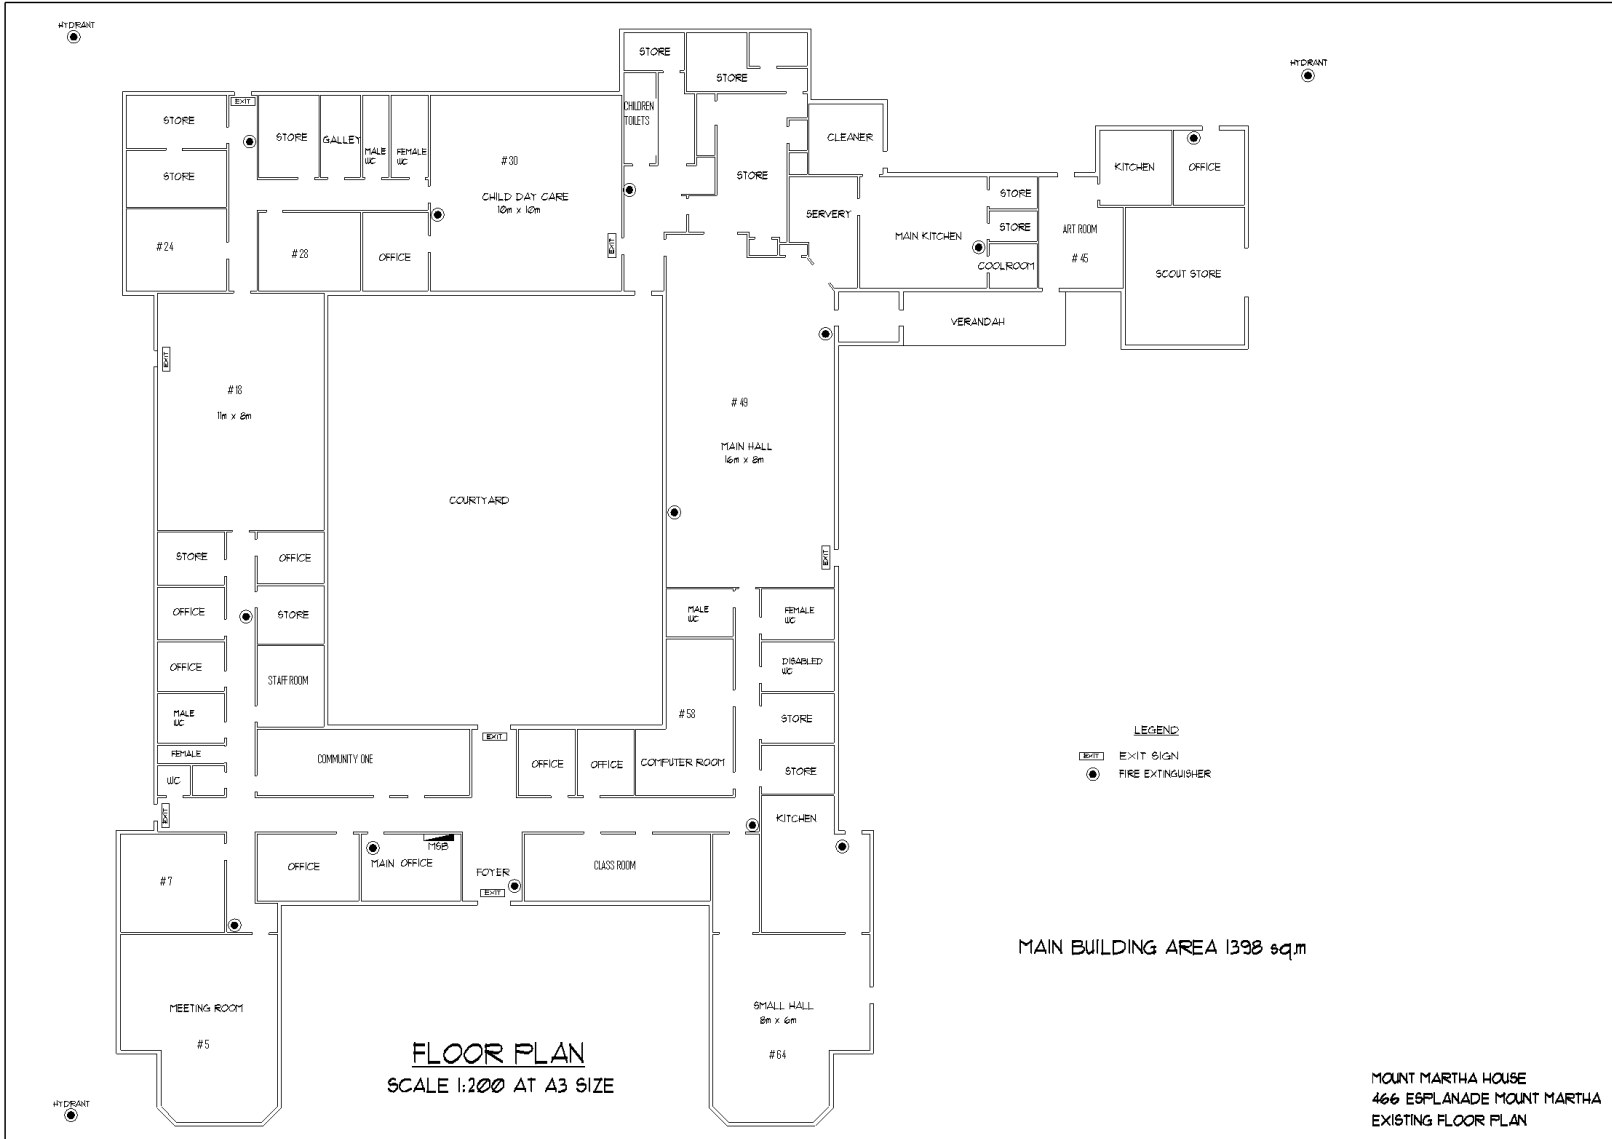 HYDRANT
HYDRANT
STORE
STORE
EXIT
STORE
STORE
GALLEY
MALE
WC
FEMALE
WC
# 30
CHILD DAY CARE
10m x 10m
CHILDREN
TOILETS
CLEANER
STORE
STORE
KITCHEN
OFFICE
STORE
SERVERY
MAIN KITCHEN
STORE
ART ROOM
# 45
# 24
# 28
OFFICE
EXIT
COOLROOM
SCOUT STORE
VERANDAH
EXIT
# 18
11m x 8m
# 49
MAIN HALL
16m x 8m
COURTYARD
EXIT
STORE
OFFICE
OFFICE
STORE
MALE
WC
FEMALE
WC
OFFICE
STAFF ROOM
DISABLED
WC
MALE
WC
# 58
STORE
FEMALE
WC
COMMUNITY ONE
EXIT
OFFICE
OFFICE
COMPUTER ROOM
STORE
EXIT
KITCHEN
LEGEND
EXIT EXIT SIGN
FIRE EXTINGUISHER
MSB
OFFICE
MAIN OFFICE
FOYER
EXIT
CLASS ROOM
# 7
MAIN BUILDING AREA 1398 sq.m
MEETING ROOM
# 5
SMALL HALL
8m x 6m
# 64
FLOOR PLAN
SCALE 1:200 AT A3 SIZE
HYDRANT
MOUNT MARTHA HOUSE
466 ESPLANADE MOUNT MARTHA
EXISTING FLOOR PLAN